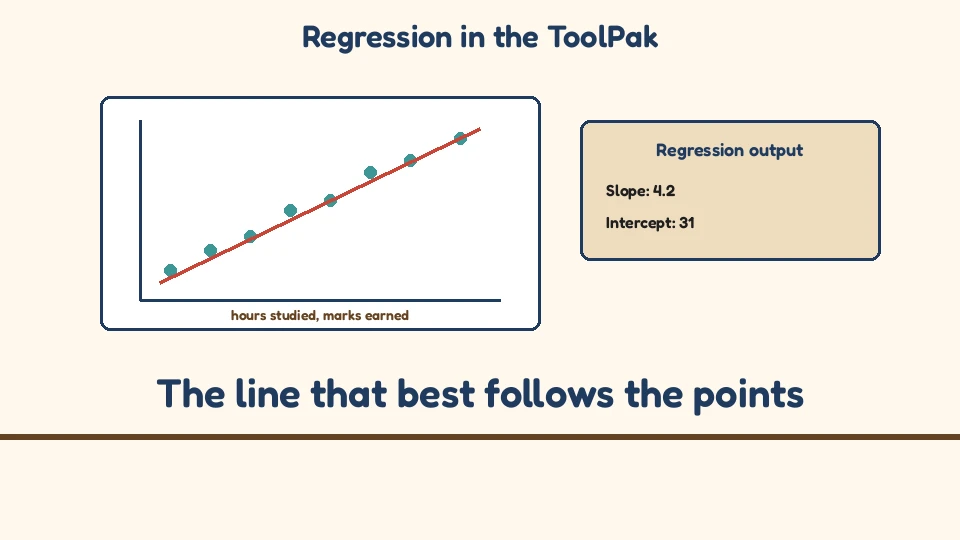 Regression in the ToolPak
Regression output
Slope: 4.2
Intercept: 31
hours studied, marks earned
The line that best follows the points